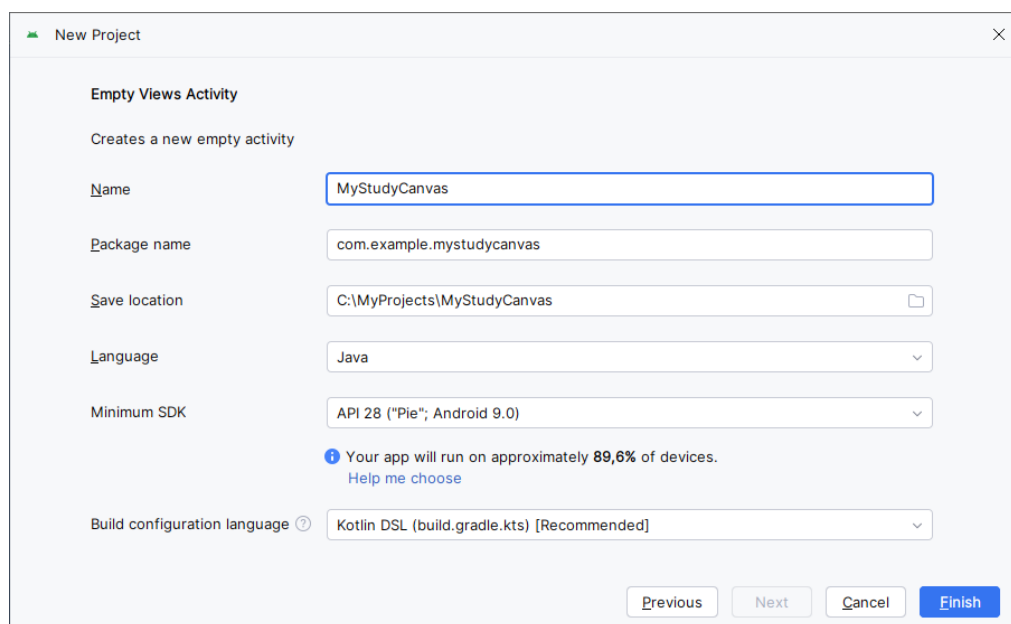 New Project
Empty Views Activity
Creates a new empty activity
Name MyStudyCanvas
Package name com.example.mystudycanvas
Save location C:\MyProjects\MyStudyCanvas
Language Java
Minimum SDK API 28 ("Pie"; Android 9.0)
Your app will run on approximately 89,6% of devices.
Help me choose
Build configuration language ? Kotlin DSL (build.gradle.kts) [Recommended]
Previous Next Cancel Finish